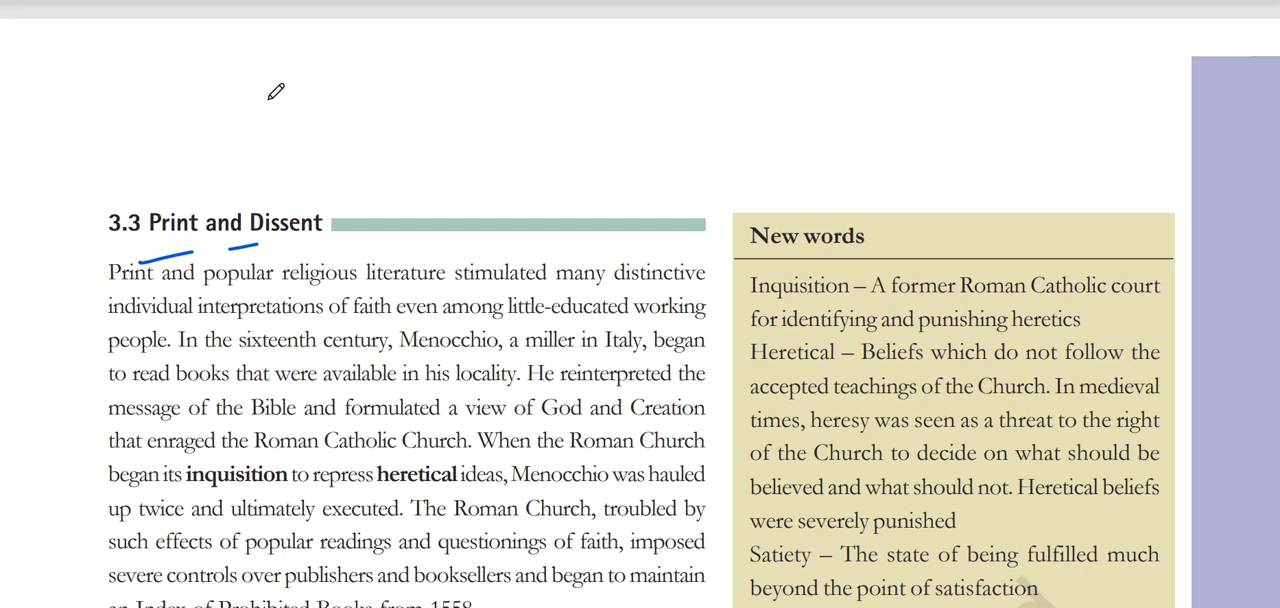 3.3 Print and Dissent
Print and popular religious literature stimulated many distinctive
individual interpretations of faith even among little-educated working
people. In the sixteenth century, Menocchio, a miller in Italy, began
to read books that were available in his locality. He reinterpreted the
message of the Bible and formulated a view of God and Creation
that enraged the Roman Catholic Church. When the Roman Church
began its inquisition to repress heretical ideas, Menocchio was hauled
up twice and ultimately executed. The Roman Church, troubled by
such effects of popular readings and questionings of faith, imposed
severe controls over publishers and booksellers and began to maintain
an Index of Prohibited Books from 1558.
New words
Inquisition – A former Roman Catholic court
for identifying and punishing heretics
Heretical – Beliefs which do not follow the
accepted teachings of the Church. In medieval
times, heresy was seen as a threat to the right
of the Church to decide on what should be
believed and what should not. Heretical beliefs
were severely punished
Satiety – The state of being fulfilled much
beyond the point of satisfaction